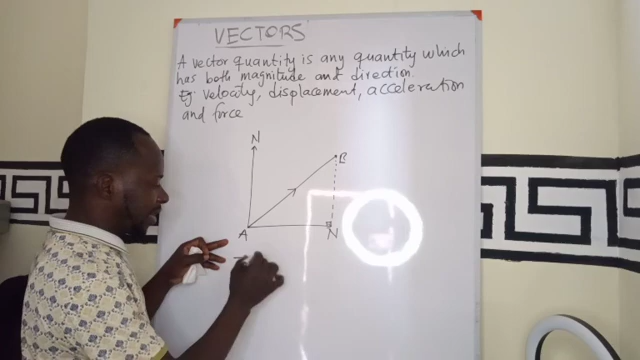 VECTORS
A vector quantity is any quantity which
has both magnitude and direction.
Eg: velocity, displacement, acceleration
and force
N
B
A
N